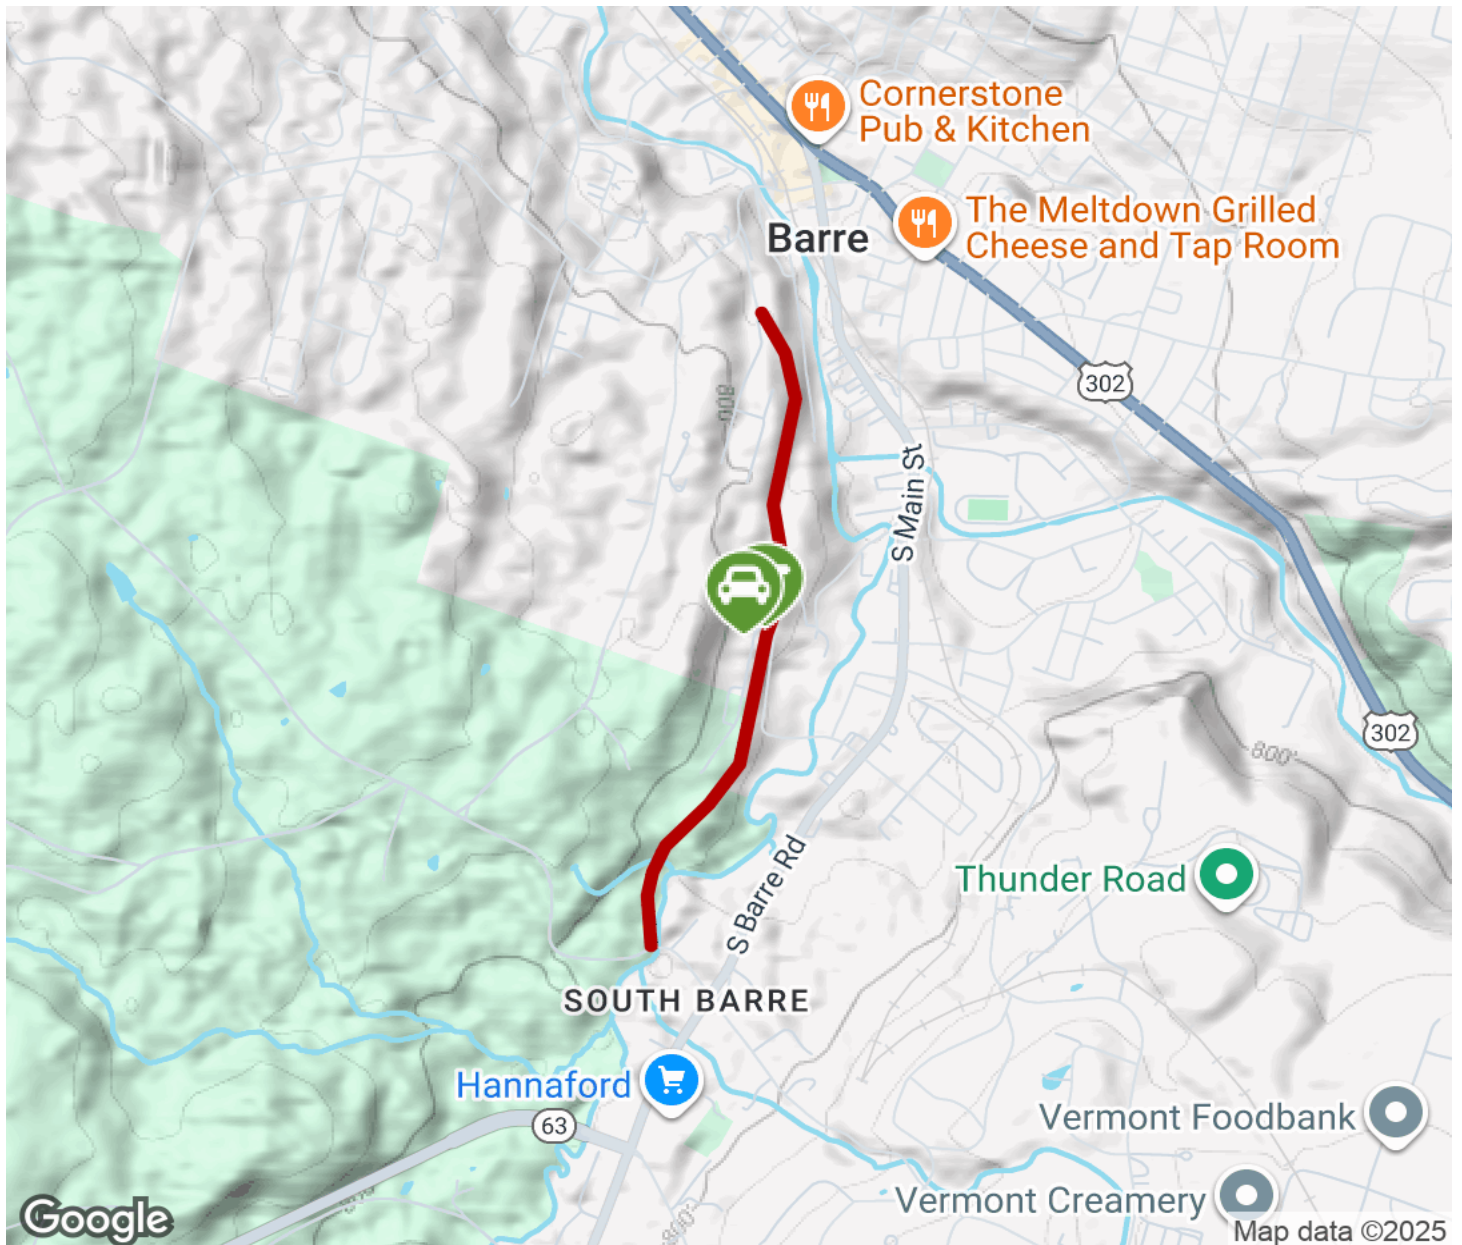 Cornerstone
Pub & Kitchen
The Meltdown Grilled
Cheese and Tap Room
Barre
302
800
S Main St
302
800'
Thunder Road
S Barre Rd
SOUTH BARRE
Hannaford
63
Vermont Foodbank
Vermont Creamery
800'
Google
Map data ©2025